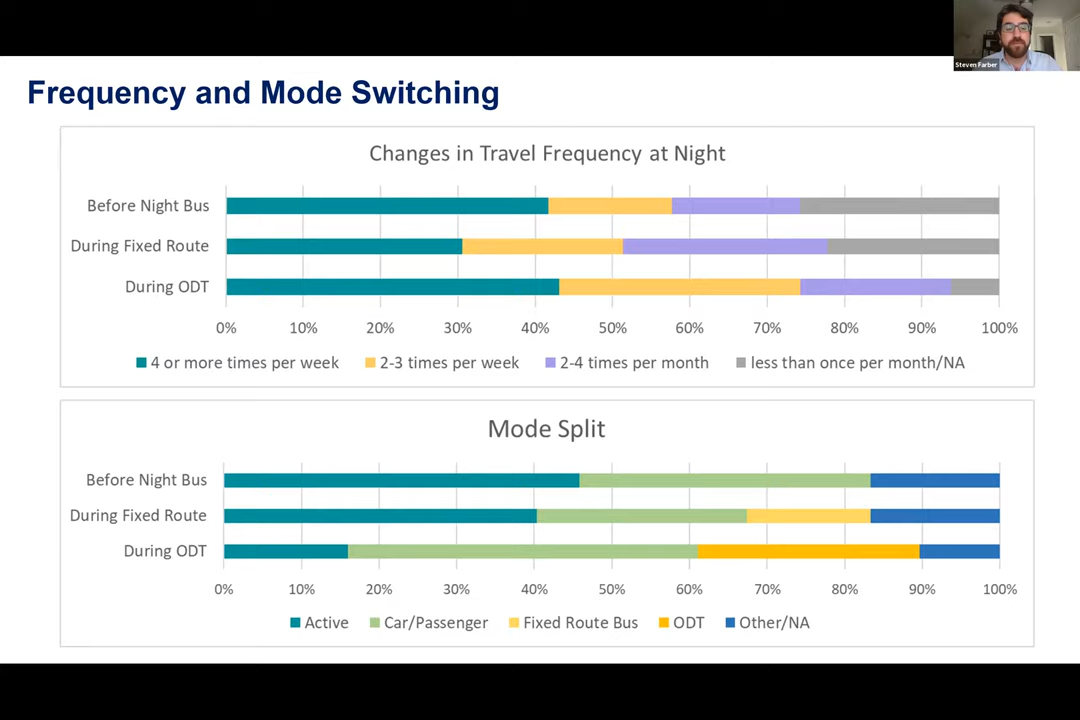 Steven Farber
Frequency and Mode Switching
Changes in Travel Frequency at Night
Before Night Bus
During Fixed Route
During ODT
0% 10% 20% 30% 40% 50% 60% 70% 80% 90% 100%
4 or more times per week 2-3 times per week 2-4 times per month less than once per month/NA
Mode Split
Before Night Bus
During Fixed Route
During ODT
0% 10% 20% 30% 40% 50% 60% 70% 80% 90% 100%
Active Car/Passenger Fixed Route Bus ODT Other/NA